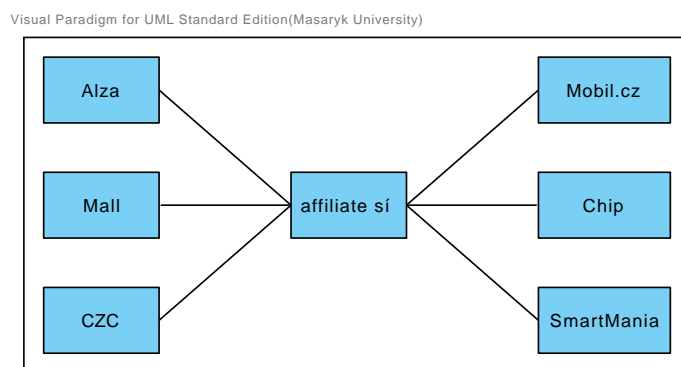 Visual Paradigm for UML Standard Edition(Masaryk University)
Alza
Mobil.cz
Mall
affiliate sí
Chip
CZC
SmartMania